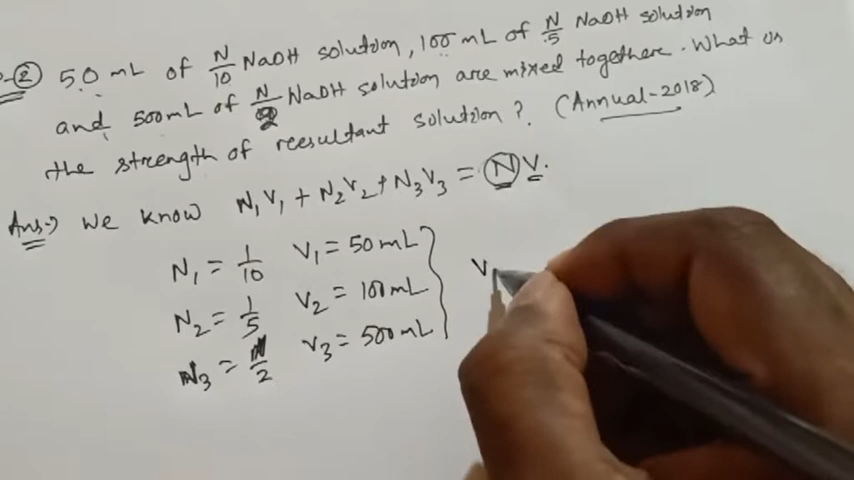 ② 50 mL of N/10 NaOH solution, 100 mL of N/5 NaOH solution
and 500 mL of N/2 NaOH solution are mixed together. What is
the strength of resultant solution? (Annual-2018)
Ans:-) We know N₁V₁ + N₂V₂ + N₃V₃ = N V.
N₁ = 1/10 V₁ = 50 mL
N₂ = 1/5 V₂ = 100 mL V
N₃ = 1/2 V₃ = 500 mL